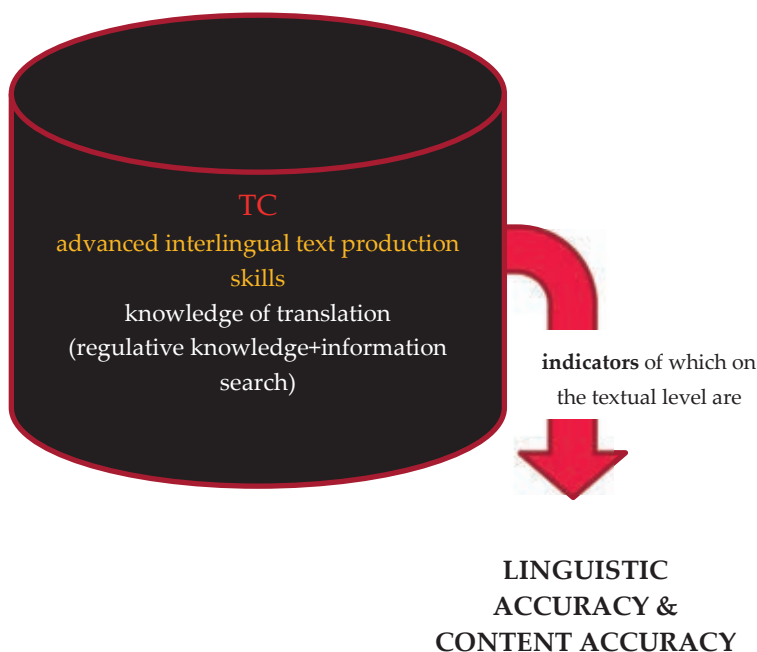 TC
advanced interlingual text production
skills
knowledge of translation
(regulative knowledge+information
search)
indicators of which on
the textual level are
LINGUISTIC
ACCURACY &
CONTENT ACCURACY